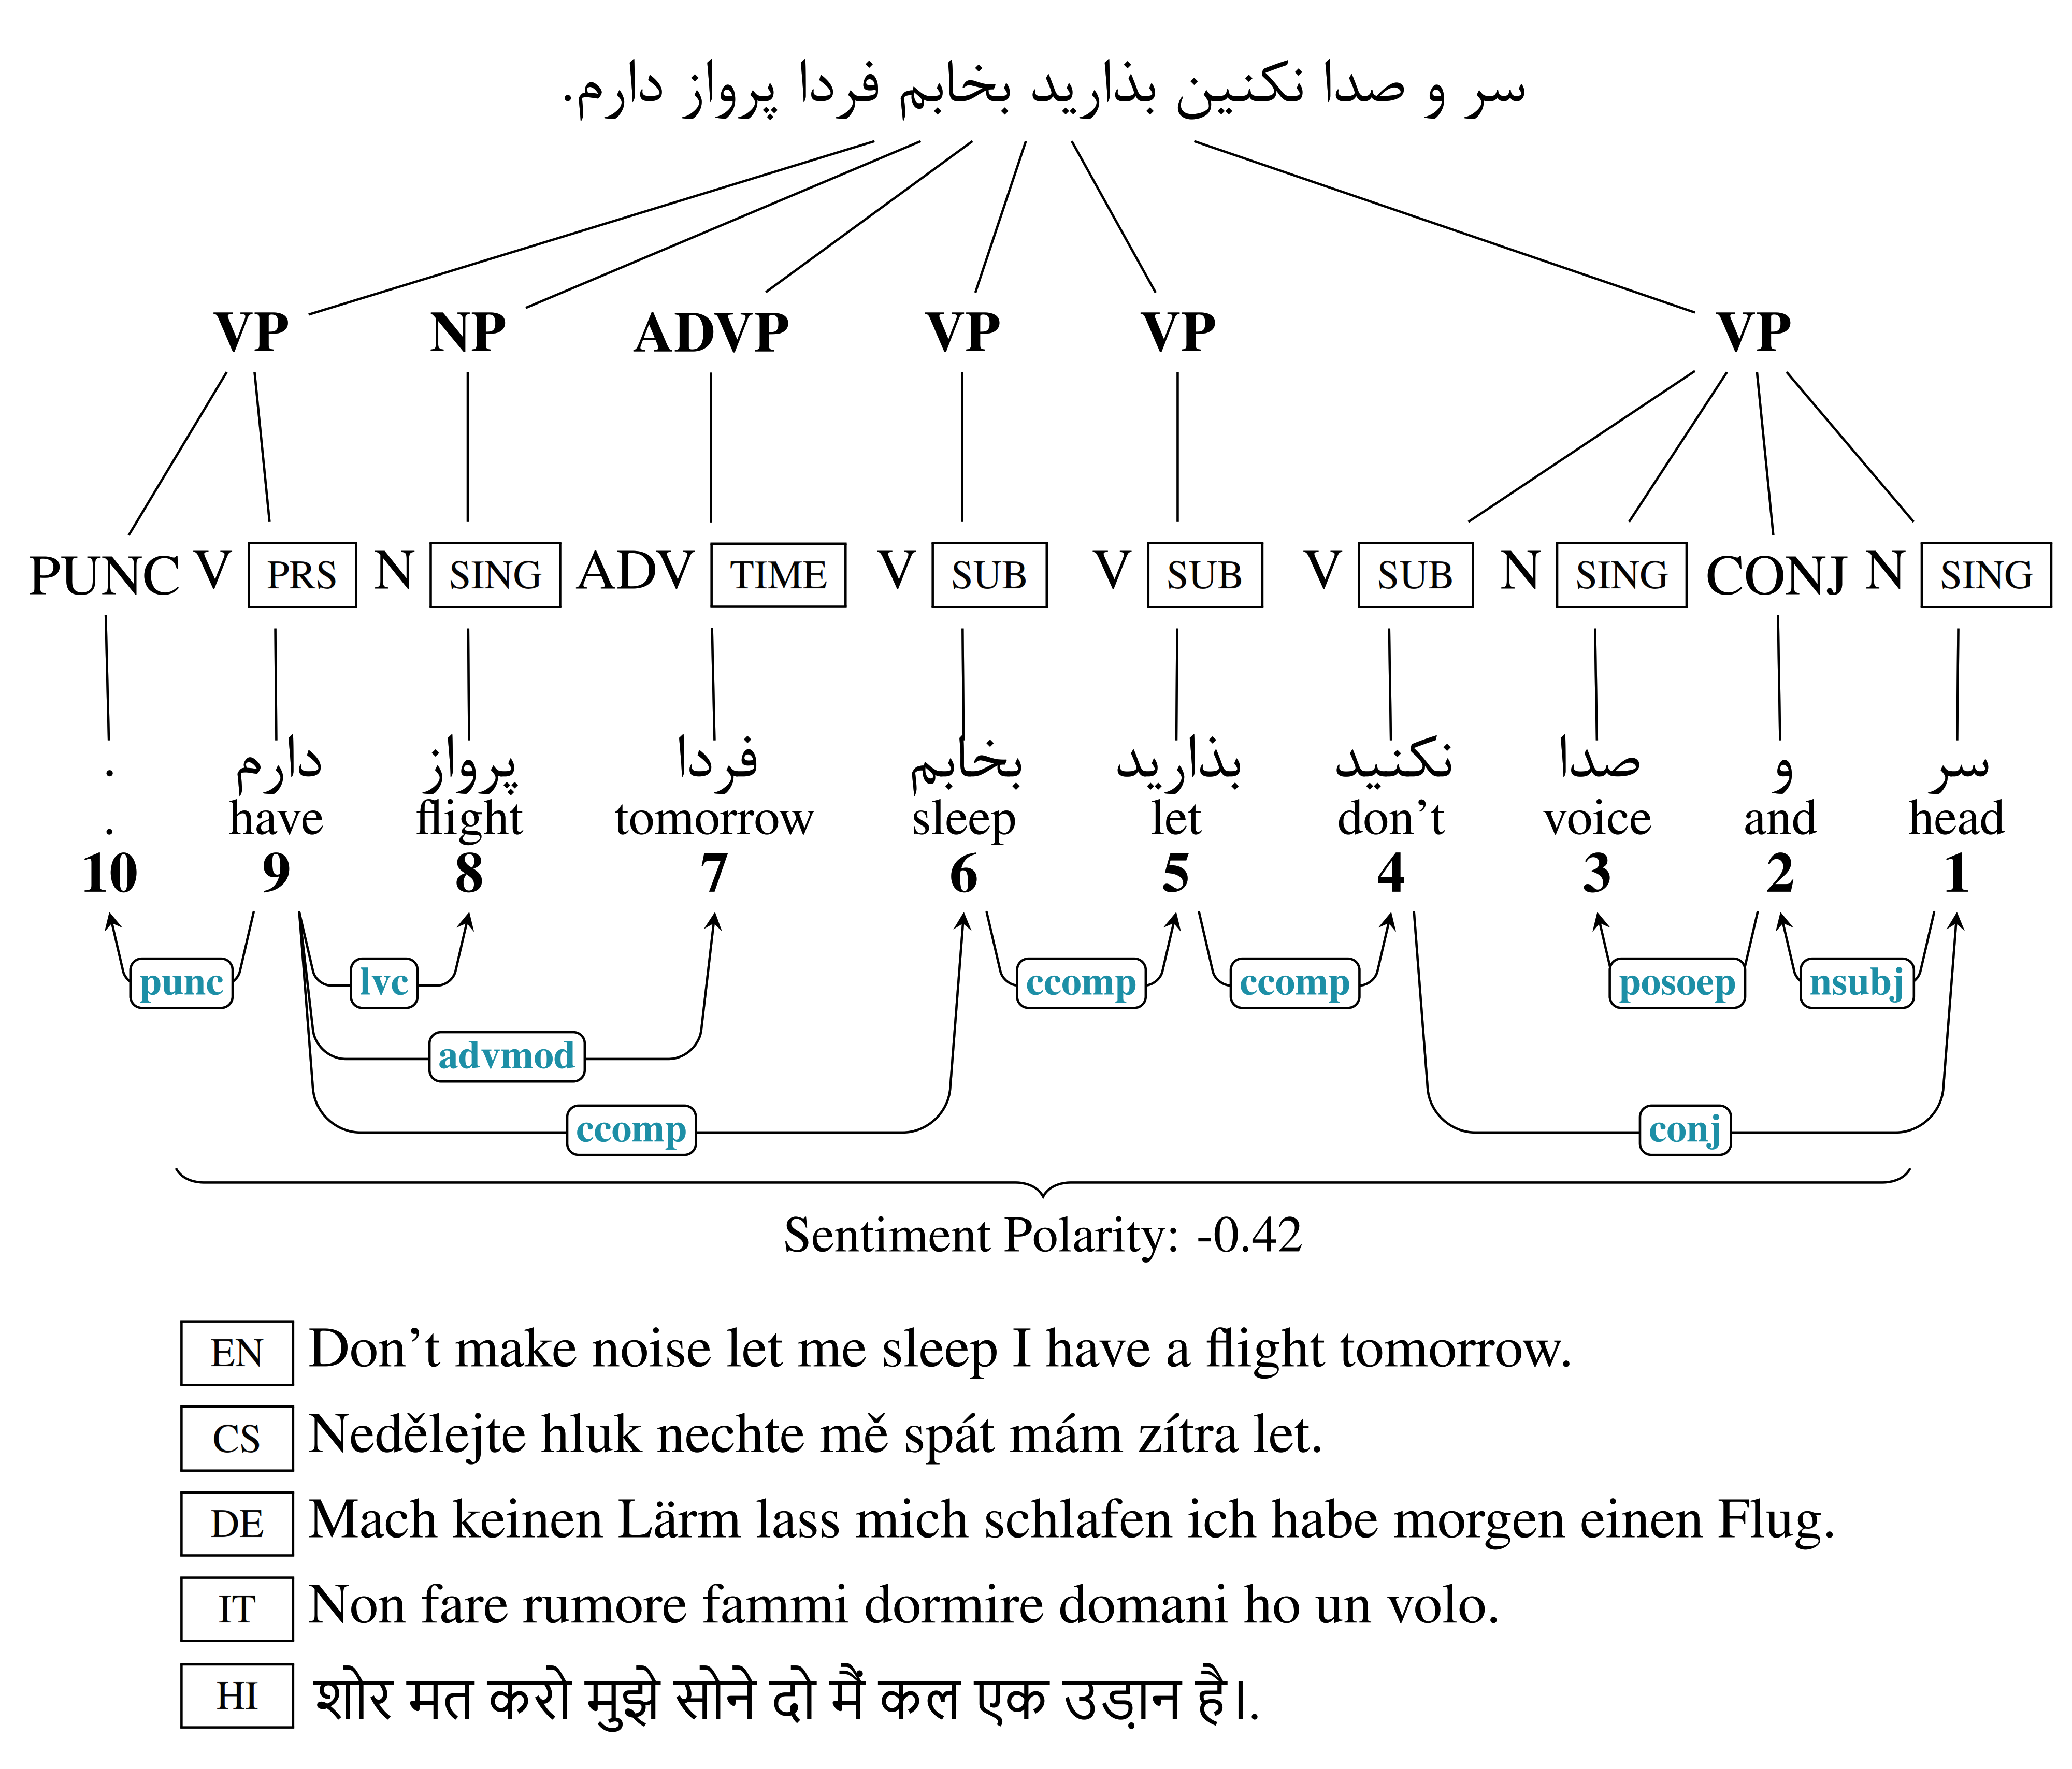 سر و صدا نکنین بذارید بخابم فردا پرواز دارم.
VP NP ADVP VP VP VP
PUNC V PRS N SING ADV TIME V SUB V SUB V SUB N SING CONJ N SING
. دارم پرواز فردا بخابم بذارید نکنید صدا و سر
. have flight tomorrow sleep let don't voice and head
10 9 8 7 6 5 4 3 2 1
punc lvc ccomp ccomp posoep nsubj
advmod
ccomp conj
Sentiment Polarity: -0.42
EN Don't make noise let me sleep I have a flight tomorrow.
CS Nedělejte hluk nechte mě spát mám zítra let.
DE Mach keinen Lärm lass mich schlafen ich habe morgen einen Flug.
IT Non fare rumore fammi dormire domani ho un volo.
HI शोर मत करो मुझे सोने दो मैं कल एक उड़ान है।.